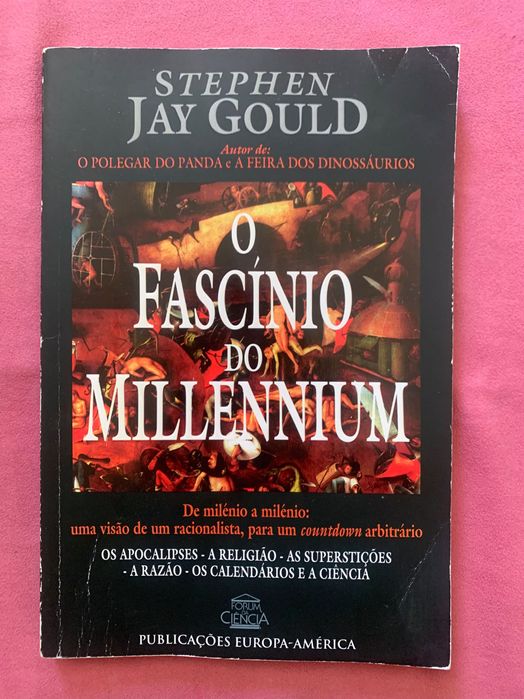 STEPHEN
JAY GOULD
Autor de:
O POLEGAR DO PANDA e A FEIRA DOS DINOSSÁURIOS
O
FASCÍNIO
DO
MILLENNIUM
De milénio a milénio:
uma visão de um racionalista, para um countdown arbitrário
OS APOCALIPSES - A RELIGIÃO - AS SUPERSTIÇÕES
- A RAZÃO - OS CALENDÁRIOS E A CIÊNCIA
FÓRUM
DA
CIÊNCIA
PUBLICAÇÕES EUROPA-AMÉRICA